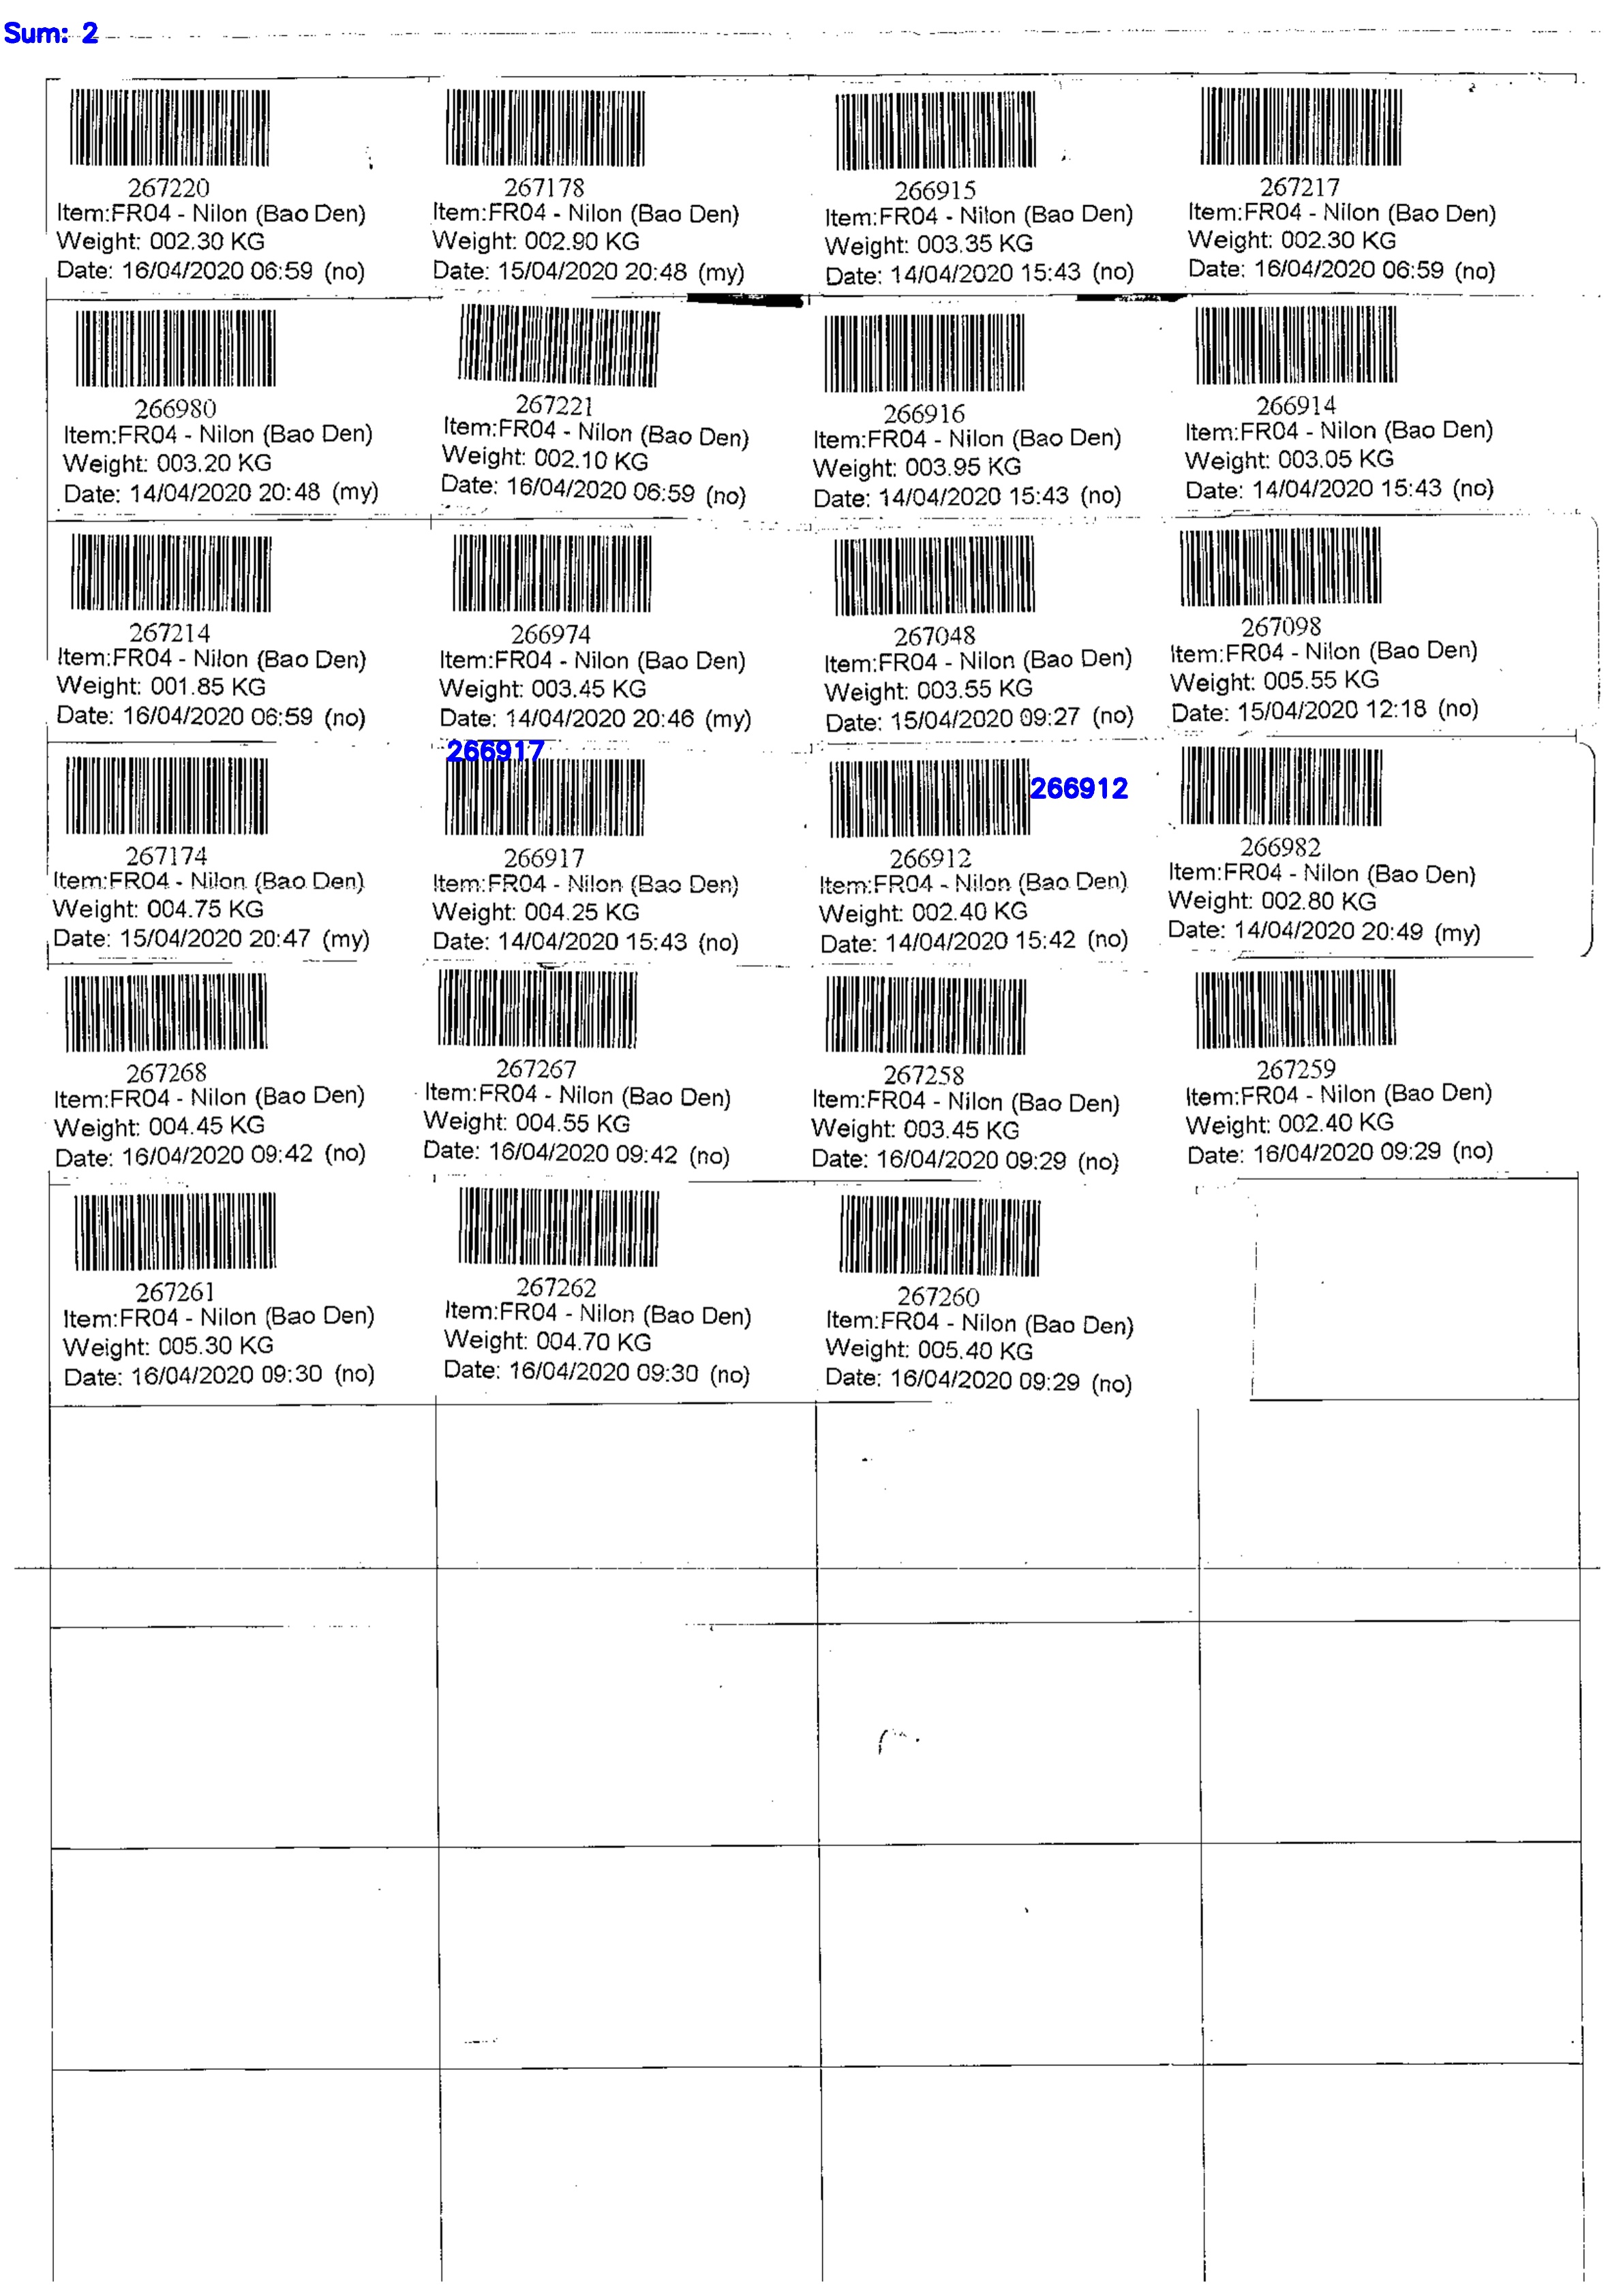 Sum: 2
267220
Item:FR04 - Nilon (Bao Den)
Weight: 002.30 KG
Date: 16/04/2020 06:59 (no)
267178
Item:FR04 - Nilon (Bao Den)
Weight: 002.90 KG
Date: 15/04/2020 20:48 (my)
266915
Item:FR04 - Nilon (Bao Den)
Weight: 003.35 KG
Date: 14/04/2020 15:43 (no)
267217
Item:FR04 - Nilon (Bao Den)
Weight: 002.30 KG
Date: 16/04/2020 06:59 (no)
266980
Item:FR04 - Nilon (Bao Den)
Weight: 003.20 KG
Date: 14/04/2020 20:48 (my)
267221
Item:FR04 - Nilon (Bao Den)
Weight: 002.10 KG
Date: 16/04/2020 06:59 (no)
266916
Item:FR04 - Nilon (Bao Den)
Weight: 003.95 KG
Date: 14/04/2020 15:43 (no)
266914
Item:FR04 - Nilon (Bao Den)
Weight: 003.05 KG
Date: 14/04/2020 15:43 (no)
267214
Item:FR04 - Nilon (Bao Den)
Weight: 001.85 KG
Date: 16/04/2020 06:59 (no)
266974
Item:FR04 - Nilon (Bao Den)
Weight: 003.45 KG
Date: 14/04/2020 20:46 (my)
267048
Item:FR04 - Nilon (Bao Den)
Weight: 003.55 KG
Date: 15/04/2020 09:27 (no)
267098
Item:FR04 - Nilon (Bao Den)
Weight: 005.55 KG
Date: 15/04/2020 12:18 (no)
267174
Item:FR04 - Nilon (Bao Den)
Weight: 004.75 KG
Date: 15/04/2020 20:47 (my)
266917
266917
Item:FR04 - Nilon (Bao Den)
Weight: 004.25 KG
Date: 14/04/2020 15:43 (no)
266912
266912
Item:FR04 - Nilon (Bao Den)
Weight: 002.40 KG
Date: 14/04/2020 15:42 (no)
266982
Item:FR04 - Nilon (Bao Den)
Weight: 002.80 KG
Date: 14/04/2020 20:49 (my)
267268
Item:FR04 - Nilon (Bao Den)
Weight: 004.45 KG
Date: 16/04/2020 09:42 (no)
267267
Item:FR04 - Nilon (Bao Den)
Weight: 004.55 KG
Date: 16/04/2020 09:42 (no)
267258
Item:FR04 - Nilon (Bao Den)
Weight: 003.45 KG
Date: 16/04/2020 09:29 (no)
267259
Item:FR04 - Nilon (Bao Den)
Weight: 002.40 KG
Date: 16/04/2020 09:29 (no)
267261
Item:FR04 - Nilon (Bao Den)
Weight: 005.30 KG
Date: 16/04/2020 09:30 (no)
267262
Item:FR04 - Nilon (Bao Den)
Weight: 004.70 KG
Date: 16/04/2020 09:30 (no)
267260
Item:FR04 - Nilon (Bao Den)
Weight: 005.40 KG
Date: 16/04/2020 09:29 (no)